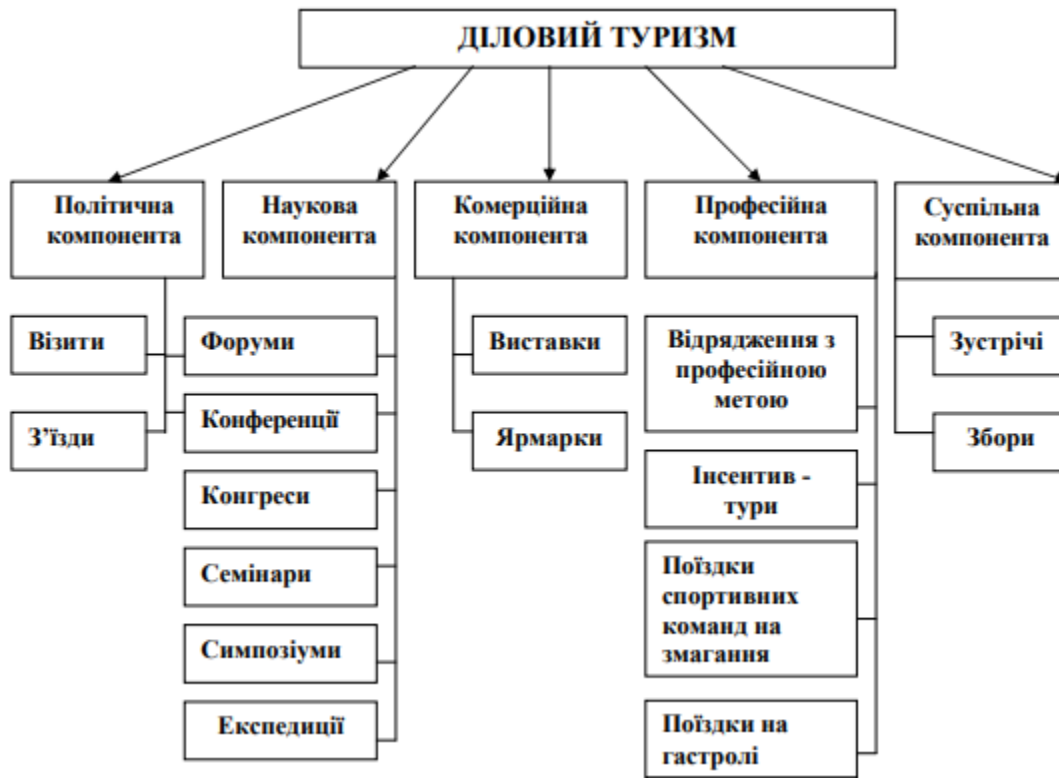 ДІЛОВИЙ ТУРИЗМ
Політична
компонента
Наукова
компонента
Комерційна
компонента
Професійна
компонента
Суспільна
компонента
Візити
З’їзди
Форуми
Конференції
Конгреси
Семінари
Симпозіуми
Експедиції
Виставки
Ярмарки
Відрядження з
професійною
метою
Інсентив -
тури
Поїздки
спортивних
команд на
змагання
Поїздки на
гастролі
Зустрічі
Збори